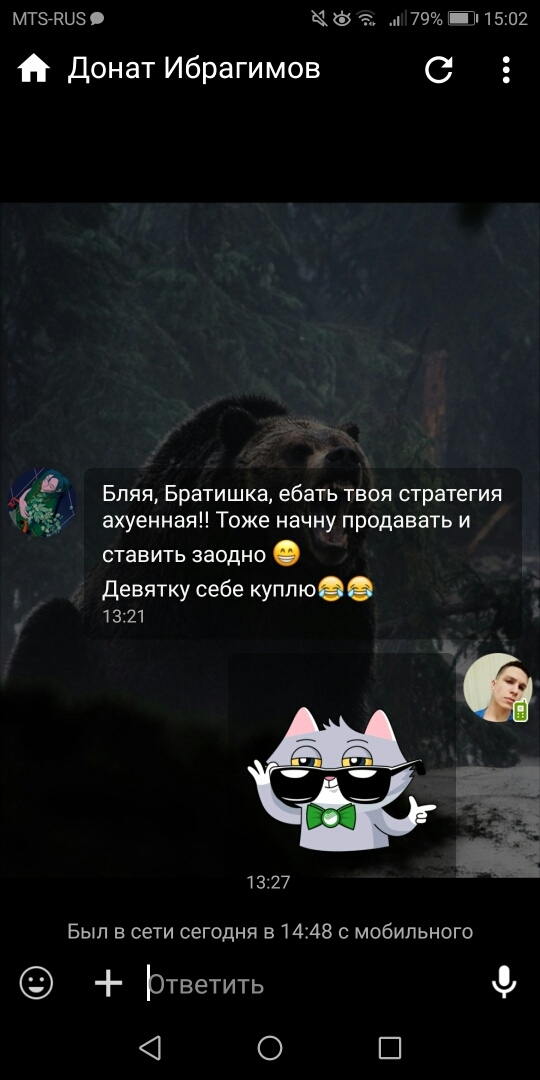 MTS-RUS 79% 15:02
Донат Ибрагимов
Бляя, Братишка, ебать твоя стратегия
ахуенная!! Тоже начну продавать и
ставить заодно 😁
Девятку себе куплю😂😂
13:21
13:27
Был в сети сегодня в 14:48 с мобильного
Ответить